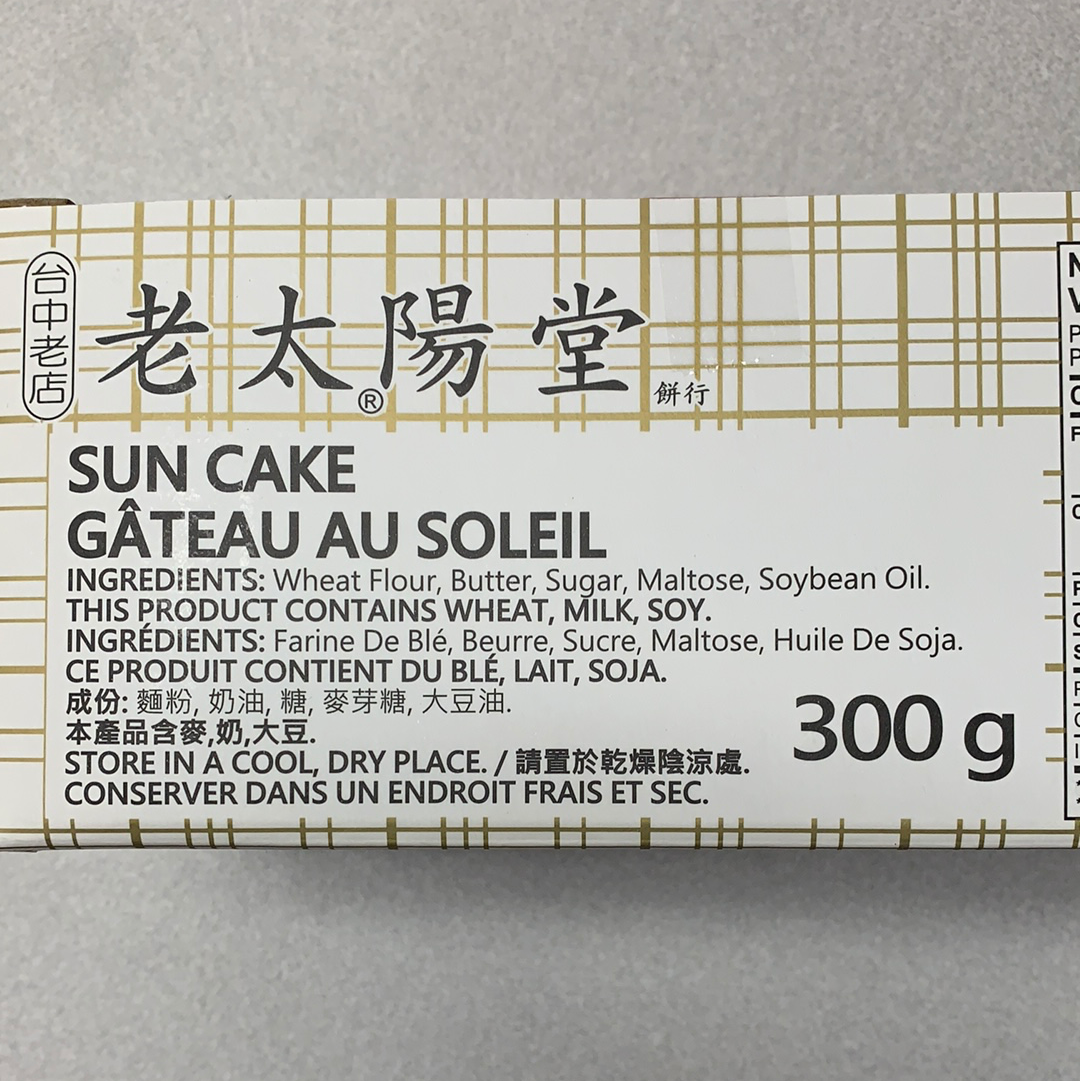 台中老店
老太陽堂®餅行
SUN CAKE
GÂTEAU AU SOLEIL
INGREDIENTS: Wheat Flour, Butter, Sugar, Maltose, Soybean Oil.
THIS PRODUCT CONTAINS WHEAT, MILK, SOY.
INGRÉDIENTS: Farine De Blé, Beurre, Sucre, Maltose, Huile De Soja.
CE PRODUIT CONTIENT DU BLÉ, LAIT, SOJA.
成份: 麵粉, 奶油, 糖, 麥芽糖, 大豆油.
本產品含麥,奶,大豆.
STORE IN A COOL, DRY PLACE. / 請置於乾燥陰涼處.
CONSERVER DANS UN ENDROIT FRAIS ET SEC.
300 g